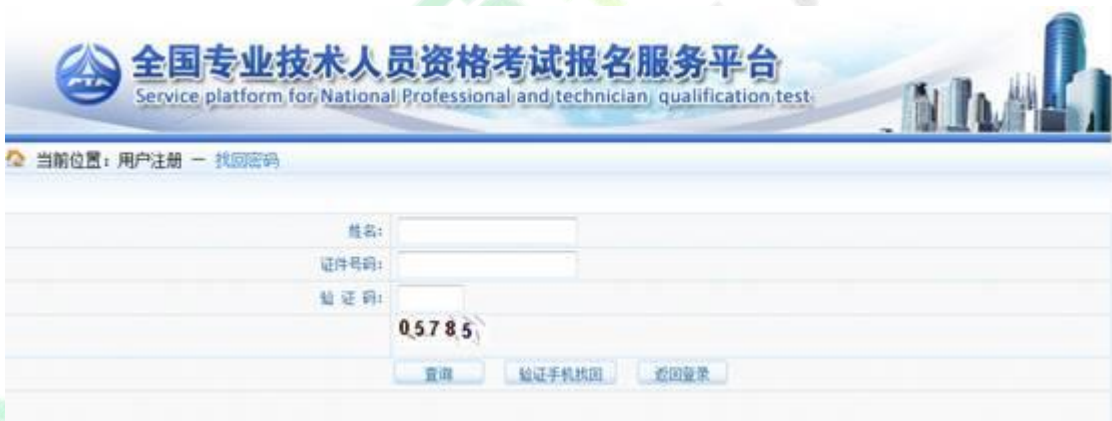 全国专业技术人员资格考试报名服务平台
Service platform for National Professional and technician qualification test
当前位置：用户注册 － 找回密码
姓名：
证件号码：
验 证 码：
05785
查询 验证手机找回 返回登录